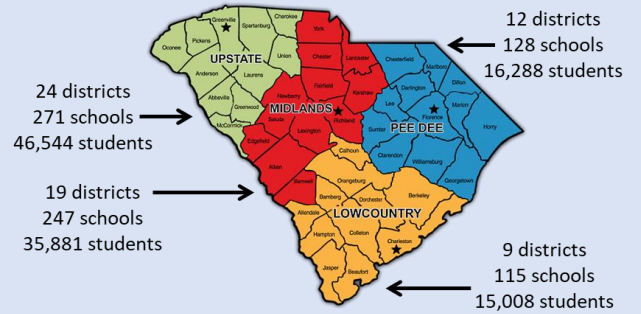 12 districts
128 schools
16,288 students
24 districts
271 schools
46,544 students
19 districts
247 schools
35,881 students
9 districts
115 schools
15,008 students
UPSTATE
Oconee
Pickens
Greenville
Spartanburg
Cherokee
Union
Anderson
Laurens
Abbeville
Greenwood
McCormick
MIDLANDS
York
Chester
Lancaster
Fairfield
Kershaw
Newberry
Saluda
Lexington
Richland
Edgefield
Aiken
Barnwell
PEE DEE
Chesterfield
Marlboro
Darlington
Dillon
Lee
Florence
Marion
Sumter
Horry
Clarendon
Williamsburg
Georgetown
LOWCOUNTRY
Calhoun
Orangeburg
Bamberg
Dorchester
Berkeley
Allendale
Hampton
Colleton
Charleston
Jasper
Beaufort